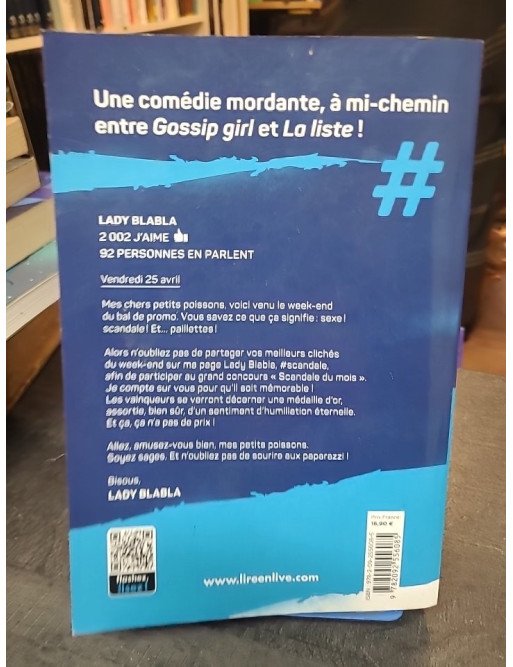 Une comédie mordante, à mi-chemin
entre Gossip girl et La liste !
#
LADY BLABLA
2 002 J'AIME
92 PERSONNES EN PARLENT
Vendredi 25 avril
Mes chers petits poissons, voici venu le week-end
du bal de promo. Vous savez ce que ça signifie : sexe !
scandale ! Et... paillettes !
Alors n'oubliez pas de partager vos meilleurs clichés
du week-end sur ma page Lady Blabla, #scandale,
afin de participer au grand concours « Scandale du mois ».
Je compte sur vous pour qu'il soit mémorable !
Les vainqueurs se verront décerner une médaille d'or,
assortie, bien sûr, d'un sentiment d'humiliation éternelle.
Et ça, ça n'a pas de prix !
Allez, amusez-vous bien, mes petits poissons.
Soyez sages. Et n'oubliez pas de sourire aux paparazzi !
Bisous,
LADY BLABLA
www.lireenlive.com
Prix France
16,90 €
9 782092 556085